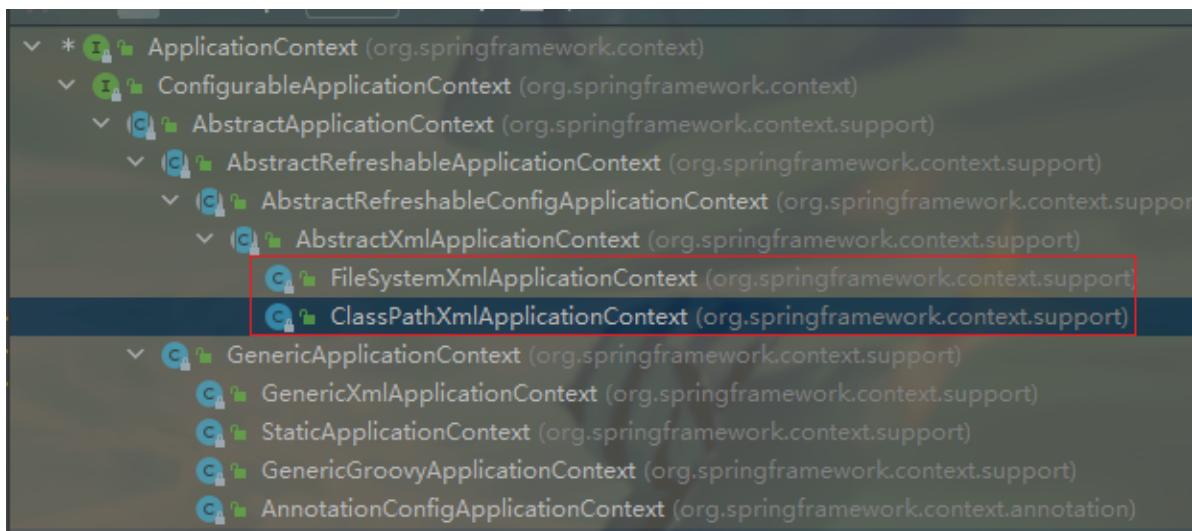 * ApplicationContext (org.springframework.context)
ConfigurableApplicationContext (org.springframework.context)
AbstractApplicationContext (org.springframework.context.support)
AbstractRefreshableApplicationContext (org.springframework.context.support)
AbstractRefreshableConfigApplicationContext (org.springframework.context.suppor
AbstractXmlApplicationContext (org.springframework.context.support)
FileSystemXmlApplicationContext (org.springframework.context.support)
ClassPathXmlApplicationContext (org.springframework.context.support)
GenericApplicationContext (org.springframework.context.support)
GenericXmlApplicationContext (org.springframework.context.support)
StaticApplicationContext (org.springframework.context.support)
GenericGroovyApplicationContext (org.springframework.context.support)
AnnotationConfigApplicationContext (org.springframework.context.annotation)